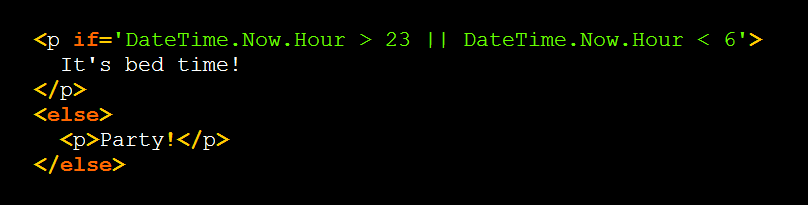 <p if='DateTime.Now.Hour > 23 || DateTime.Now.Hour < 6'>
It's bed time!
</p>
<else>
<p>Party!</p>
</else>